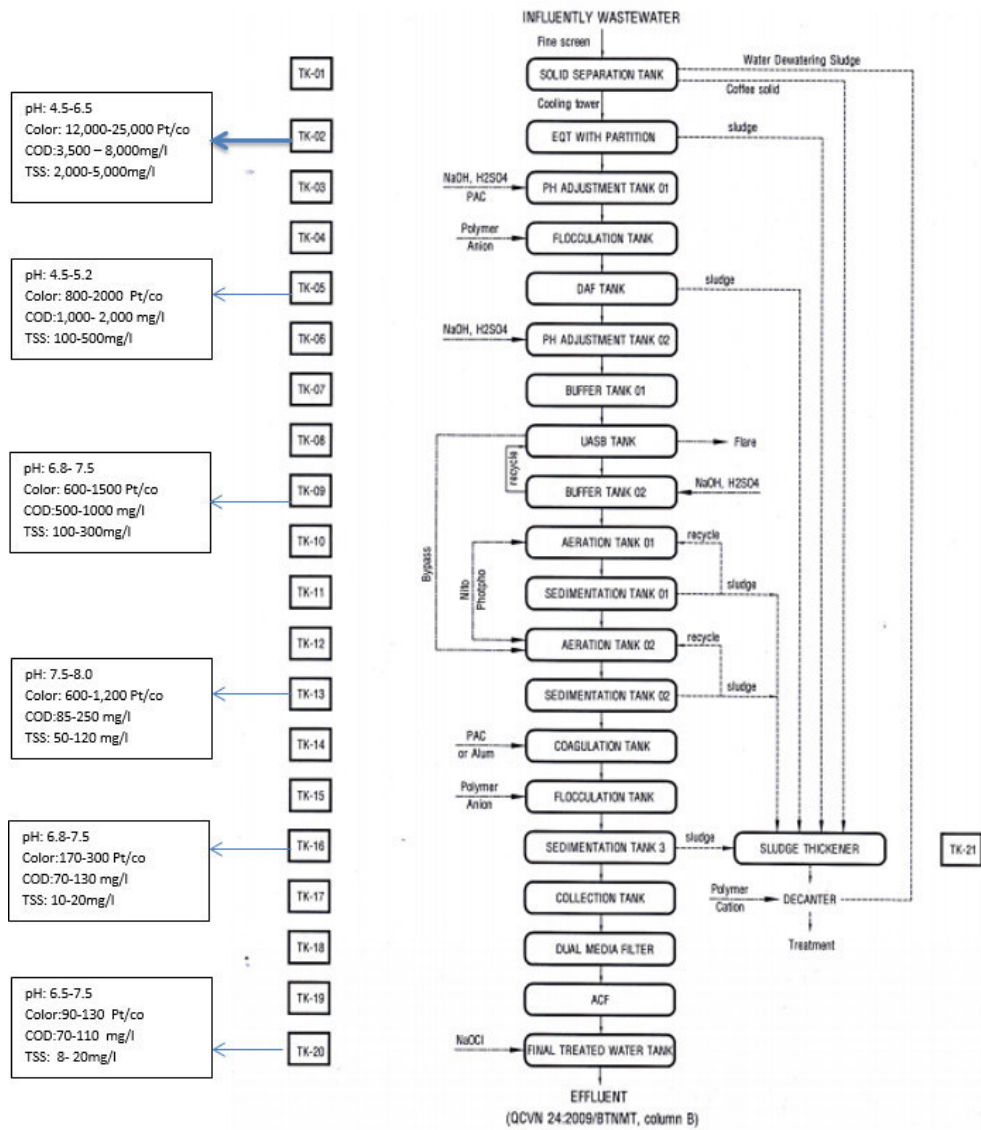 INFLUENTLY WASTEWATER
Fine screen
TK-01
SOLID SEPARATION TANK
Water Dewatering Sludge
Coffee solid
Cooling tower
pH: 4.5-6.5
Color: 12,000-25,000 Pt/co
COD:3,500 – 8,000mg/l
TSS: 2,000-5,000mg/l
TK-02
EQT WITH PARTITION
sludge
TK-03
NaOH, H2SO4
PAC
PH ADJUSTMENT TANK 01
TK-04
Polymer
Anion
FLOCCULATION TANK
pH: 4.5-5.2
Color: 800-2000 Pt/co
COD:1,000- 2,000 mg/l
TSS: 100-500mg/l
TK-05
DAF TANK
sludge
TK-06
NaOH, H2SO4
PH ADJUSTMENT TANK 02
TK-07
BUFFER TANK 01
TK-08
UASB TANK
Flare
recycle
pH: 6.8- 7.5
Color: 600-1500 Pt/co
COD:500-1000 mg/l
TSS: 100-300mg/l
TK-09
BUFFER TANK 02
NaOH, H2SO4
TK-10
AERATION TANK 01
recycle
Bypass
Nito
Photpho
TK-11
SEDIMENTATION TANK 01
sludge
TK-12
AERATION TANK 02
recycle
pH: 7.5-8.0
Color: 600-1,200 Pt/co
COD:85-250 mg/l
TSS: 50-120 mg/l
TK-13
SEDIMENTATION TANK 02
sludge
TK-14
PAC
or Alum
COAGULATION TANK
TK-15
Polymer
Anion
FLOCCULATION TANK
pH: 6.8-7.5
Color:170-300 Pt/co
COD:70-130 mg/l
TSS: 10-20mg/l
TK-16
SEDIMENTATION TANK 3
sludge
SLUDGE THICKENER
TK-21
TK-17
COLLECTION TANK
Polymer
Cation
DECANTER
Treatment
TK-18
DUAL MEDIA FILTER
pH: 6.5-7.5
Color:90-130 Pt/co
COD:70-110 mg/l
TSS: 8- 20mg/l
TK-19
ACF
TK-20
NaOCl
FINAL TREATED WATER TANK
EFFLUENT
(QCVN 24:2009/BTNMT, column B)